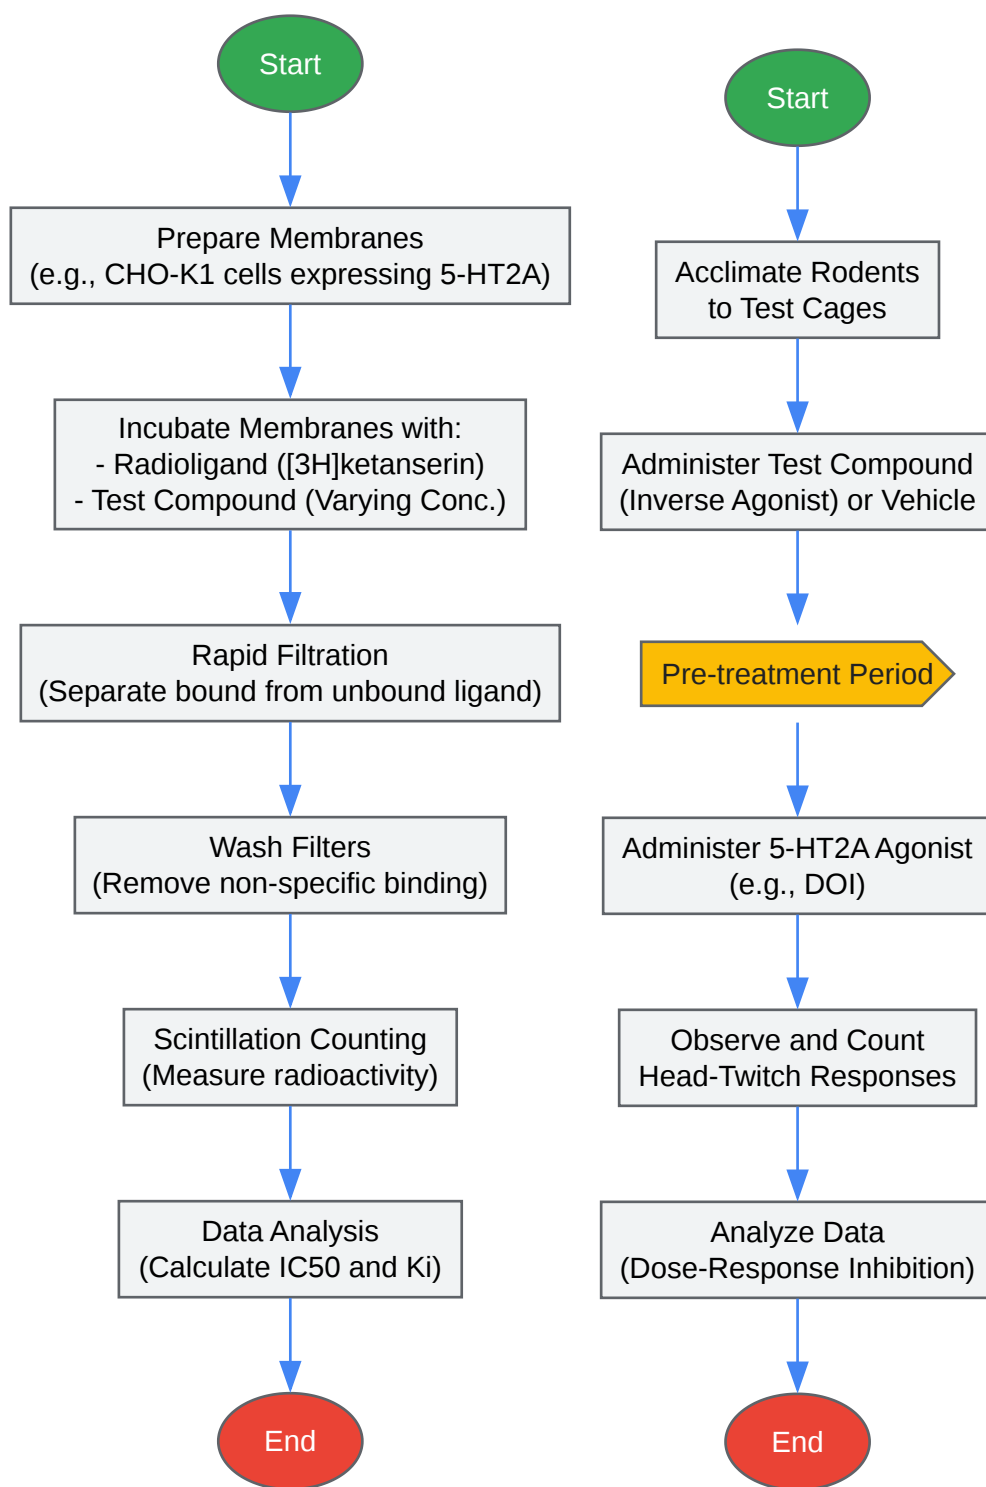 Start
Prepare Membranes
(e.g., CHO-K1 cells expressing 5-HT2A)
Incubate Membranes with:
- Radioligand ([3H]ketanserin)
- Test Compound (Varying Conc.)
Rapid Filtration
(Separate bound from unbound ligand)
Wash Filters
(Remove non-specific binding)
Scintillation Counting
(Measure radioactivity)
Data Analysis
(Calculate IC50 and Ki)
End
Start
Acclimate Rodents
to Test Cages
Administer Test Compound
(Inverse Agonist) or Vehicle
Pre-treatment Period
Administer 5-HT2A Agonist
(e.g., DOI)
Observe and Count
Head-Twitch Responses
Analyze Data
(Dose-Response Inhibition)
End